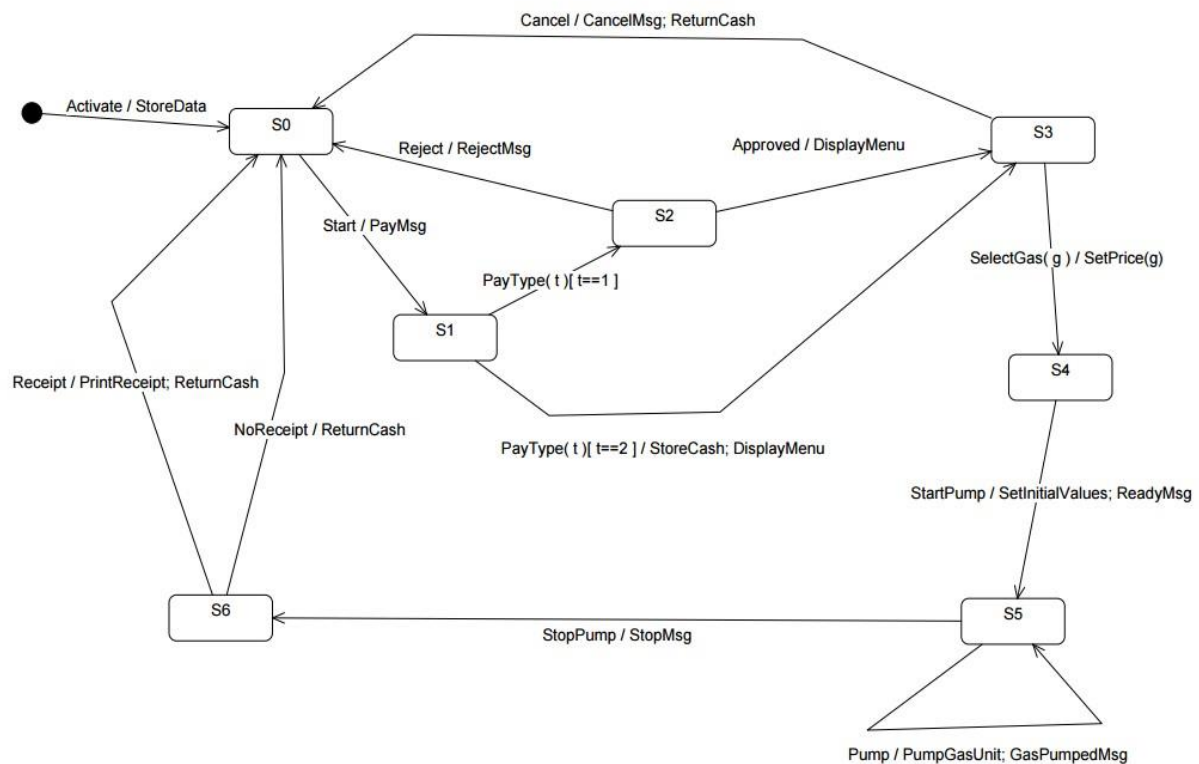 Cancel / CancelMsg; ReturnCash
Activate / StoreData
S0
S3
Reject / RejectMsg
Approved / DisplayMenu
S2
Start / PayMsg
SelectGas( g ) / SetPrice(g)
PayType( t )[ t==1 ]
S1
S4
Receipt / PrintReceipt; ReturnCash
NoReceipt / ReturnCash
PayType( t )[ t==2 ] / StoreCash; DisplayMenu
StartPump / SetInitialValues; ReadyMsg
S6
S5
StopPump / StopMsg
Pump / PumpGasUnit; GasPumpedMsg